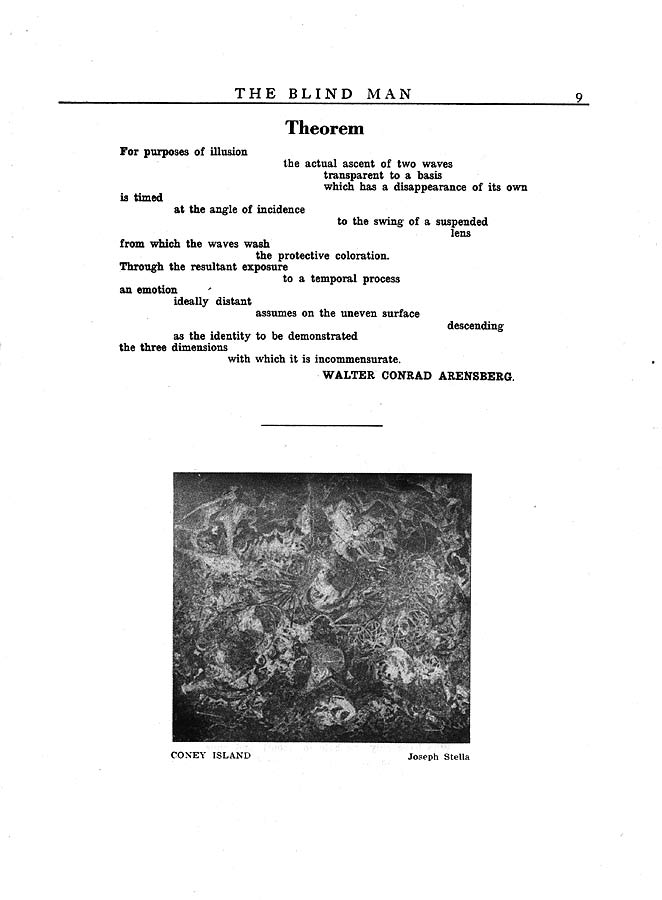 THE BLIND MAN 9
Theorem
For purposes of illusion
the actual ascent of two waves
transparent to a basis
which has a disappearance of its own
is timed
at the angle of incidence
to the swing of a suspended
lens
from which the waves wash
the protective coloration.
Through the resultant exposure
to a temporal process
an emotion
ideally distant
assumes on the uneven surface
descending
as the identity to be demonstrated
the three dimensions
with which it is incommensurate.
WALTER CONRAD ARENSBERG.
CONEY ISLAND Joseph Stella